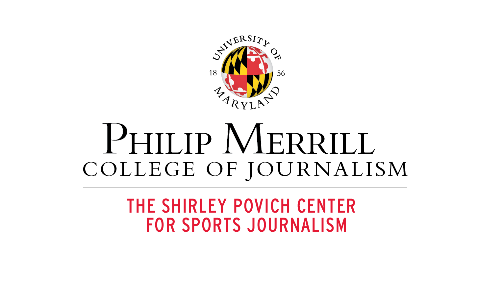 UNIVERSITY OF
18 56
MARYLAND
PHILIP MERRILL
COLLEGE OF JOURNALISM
THE SHIRLEY POVICH CENTER
FOR SPORTS JOURNALISM